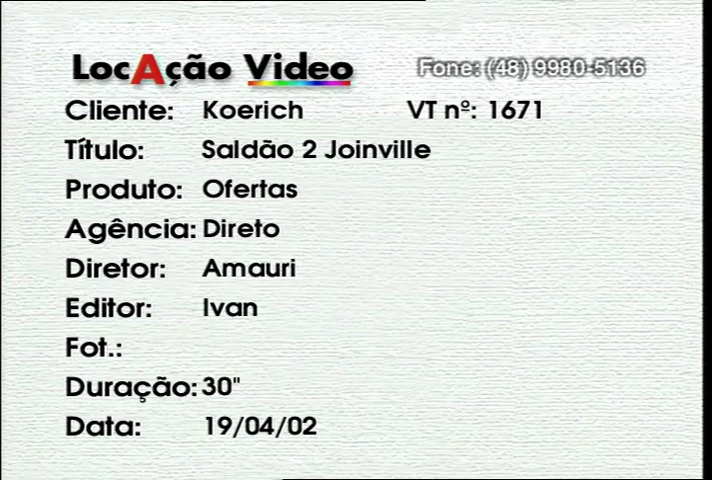 LocAção Video Fone: (48) 9980-5136
Cliente: Koerich VT nº: 1671
Título: Saldão 2 Joinville
Produto: Ofertas
Agência: Direto
Diretor: Amauri
Editor: Ivan
Fot.:
Duração: 30"
Data: 19/04/02